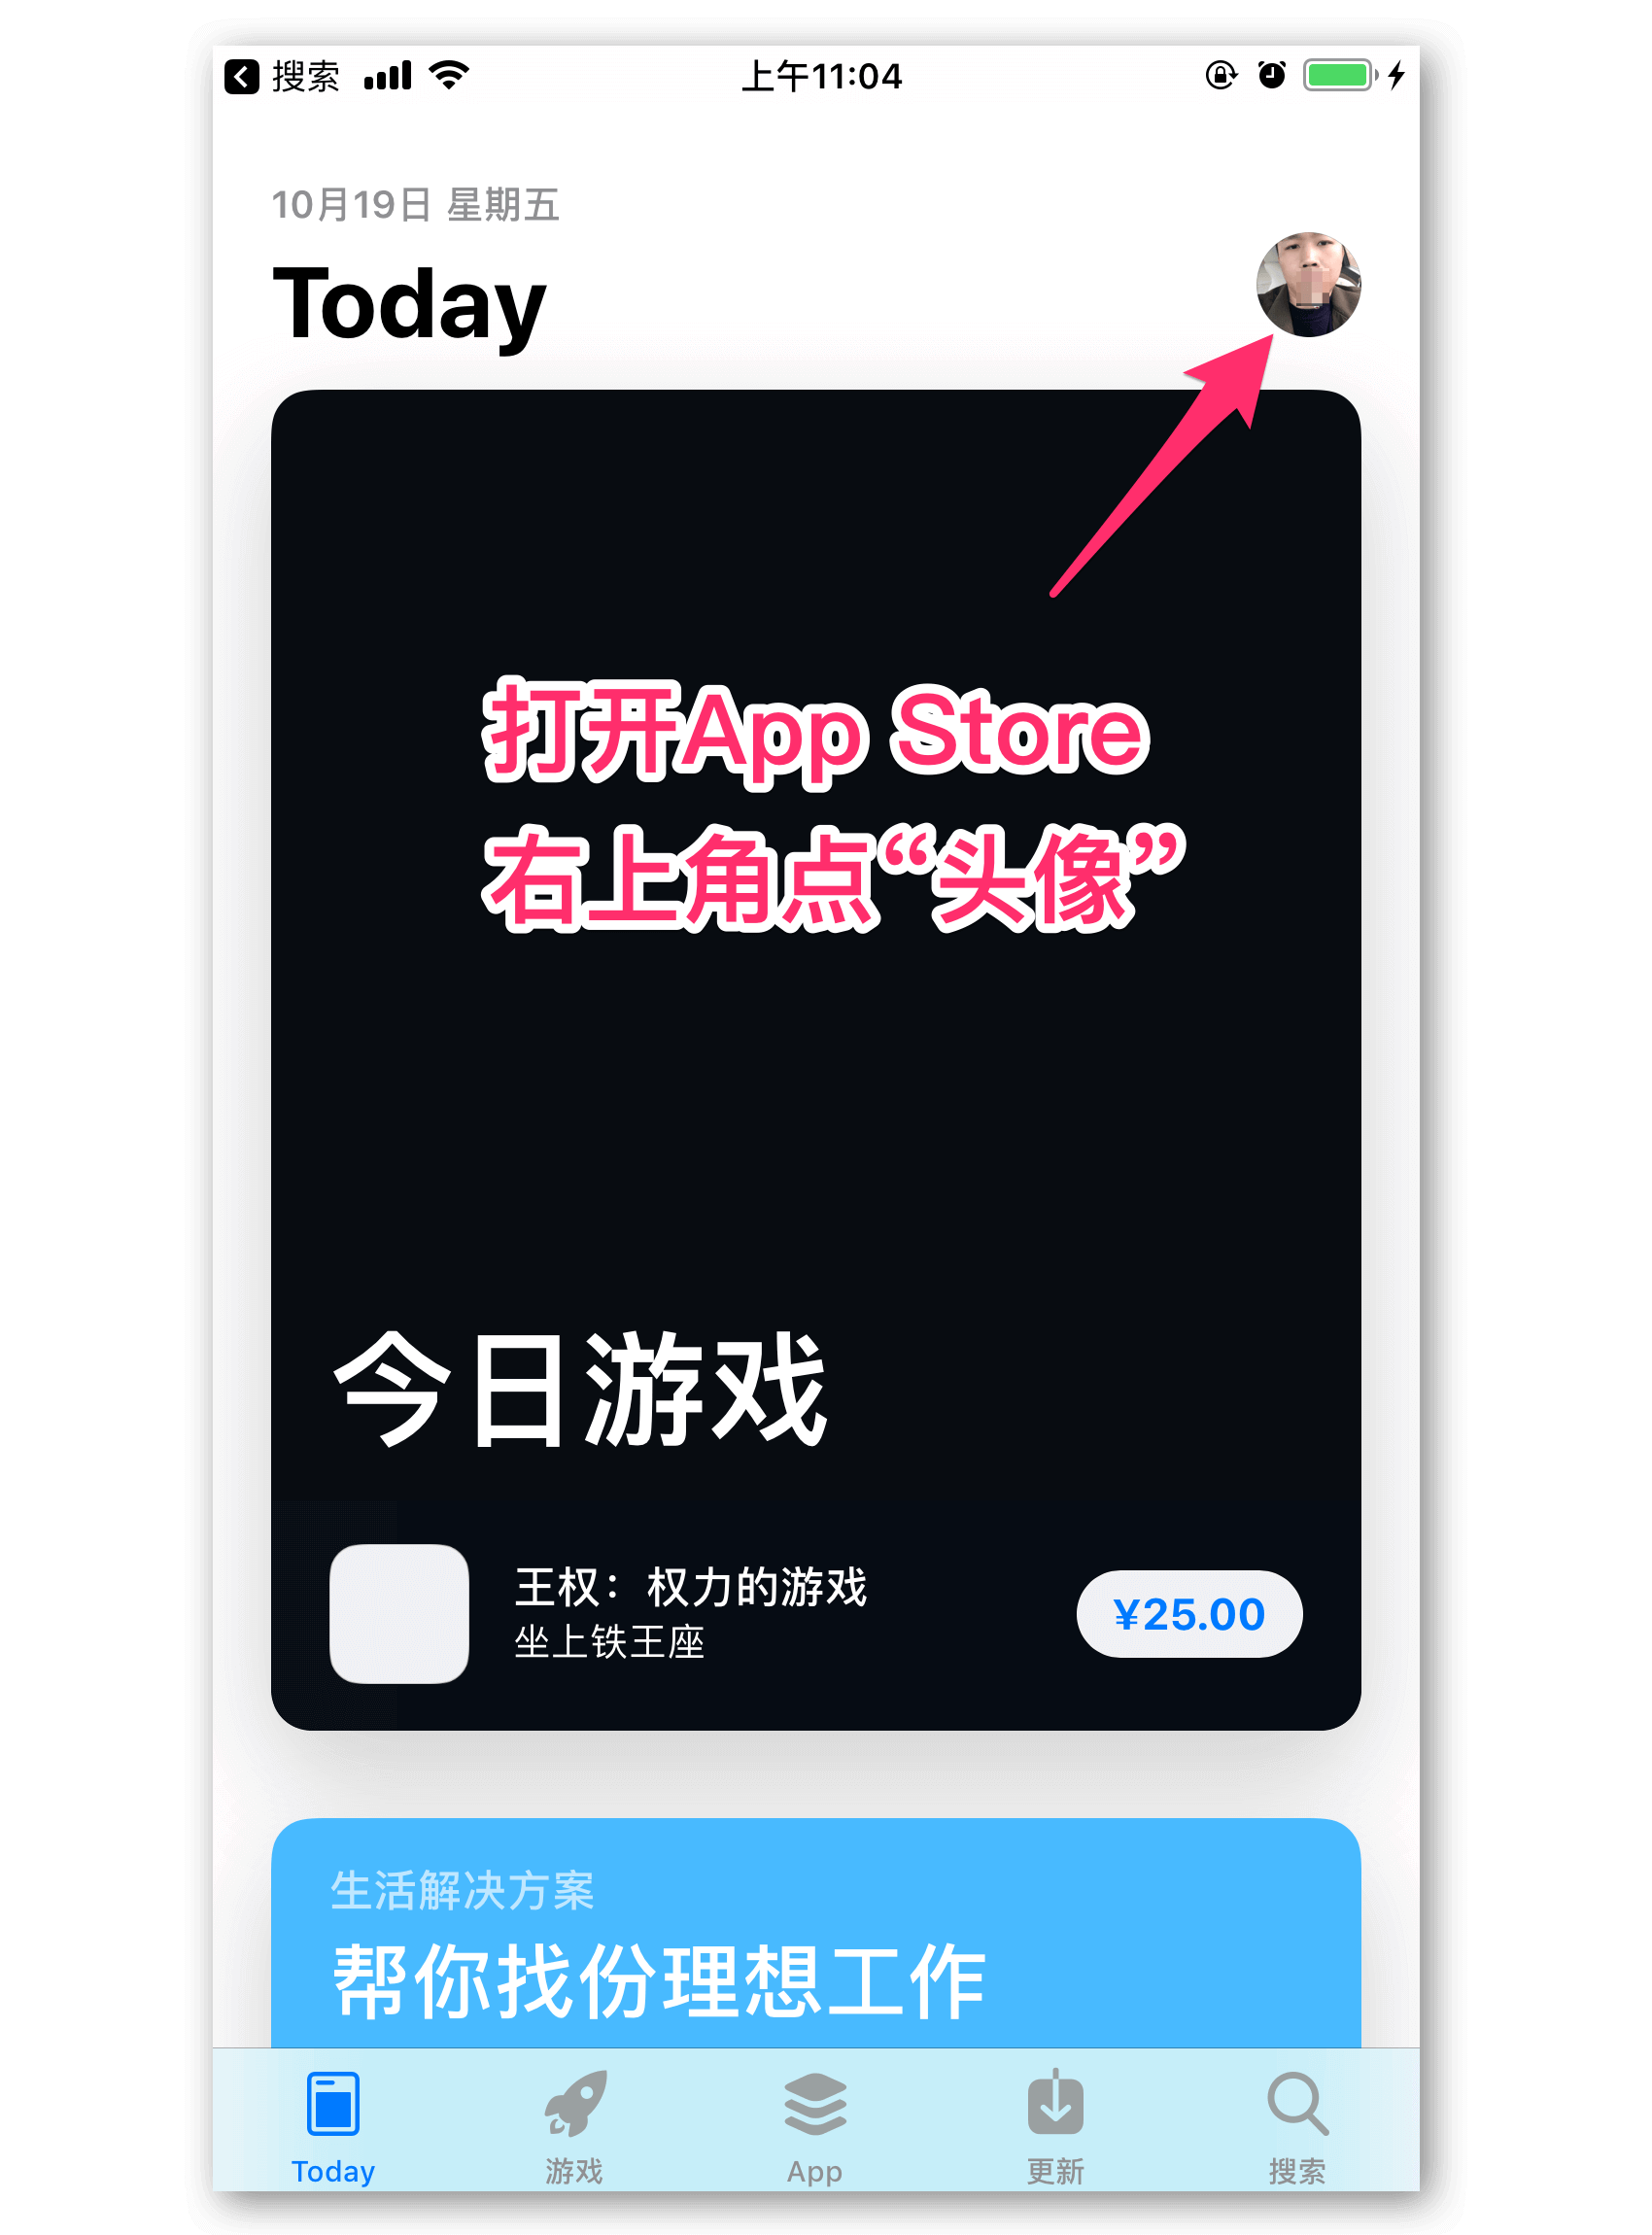 搜索
上午11:04
10月19日 星期五
Today
打开App Store
右上角点“头像”
今日游戏
王权：权力的游戏
坐上铁王座
¥25.00
生活解决方案
帮你找份理想工作
Today
游戏
App
更新
搜索